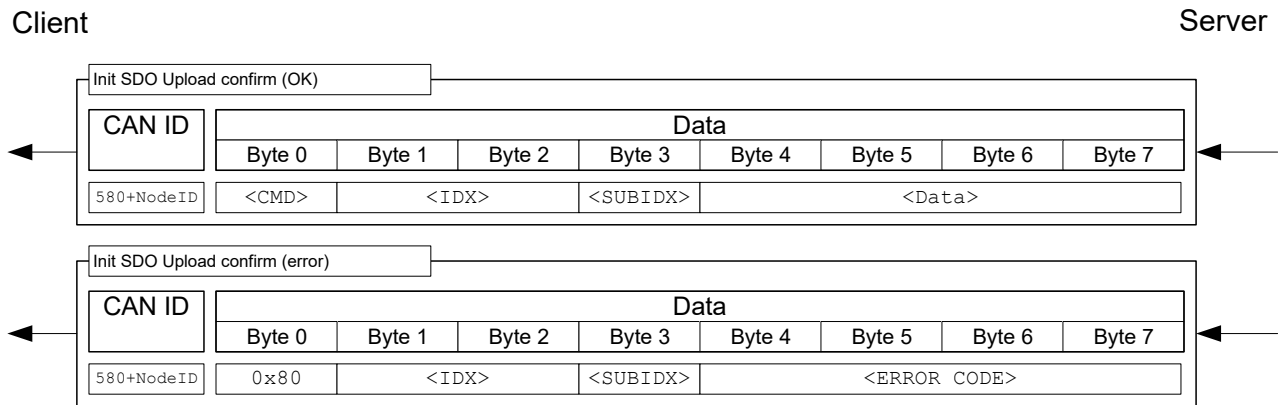 Client Server
Init SDO Upload confirm (OK)
CAN ID Data
Byte 0 Byte 1 Byte 2 Byte 3 Byte 4 Byte 5 Byte 6 Byte 7
580+NodeID <CMD> <IDX> <SUBIDX> <Data>
Init SDO Upload confirm (error)
CAN ID Data
Byte 0 Byte 1 Byte 2 Byte 3 Byte 4 Byte 5 Byte 6 Byte 7
580+NodeID 0x80 <IDX> <SUBIDX> <ERROR CODE>